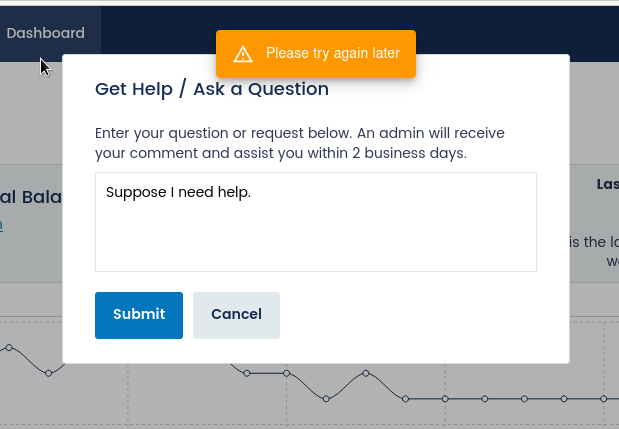 Dashboard
Please try again later
Get Help / Ask a Question
Enter your question or request below. An admin will receive
your comment and assist you within 2 business days.
al Bala
Las
Suppose I need help.
n
is the la
we
Submit
Cancel